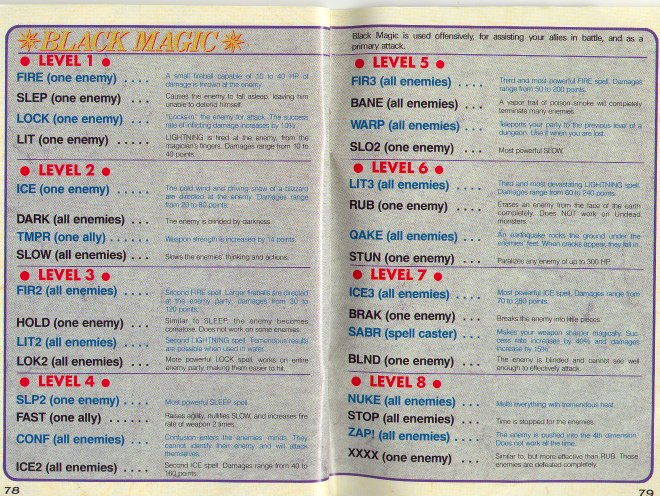 BLACK MAGIC
● LEVEL 1 ●
FIRE (one enemy) .... A small fireball capable of 10 to 40 HP of
damage is thrown at the enemy.
SLEP (one enemy) ... Causes the enemy to fall asleep, leaving him
unable to defend himself.
LOCK (one enemy) ... "Locks-in" the enemy for attack. The success
rate of inflicting damage increases by 10%.
LIT (one enemy) ..... LIGHTNING is fired at the enemy, from the
magician's fingers. Damages range from 10 to
40 points.
● LEVEL 2 ●
ICE (one enemy) ..... The cold wind and driving snow of a blizzard
are directed at the enemy. Damages range
from 20 to 80 points.
DARK (all enemies) ... The enemy is blinded by darkness.
TMPR (one ally) ...... Weapon strength is increased by 14 points.
SLOW (all enemies) ... Slows the enemies' thinking and actions.
● LEVEL 3 ●
FIR2 (all enemies) .... Second FIRE spell. Larger fireballs are directed
at the enemy party, damages from 30 to
120 points.
HOLD (one enemy) ... Similar to SLEEP, the enemy becomes
comatose. Does not work on some enemies.
LIT2 (all enemies) .... Second LIGHTNING spell. Tremendous results
are possible when used in water.
LOK2 (all enemies) ... More powerful LOCK spell, works on entire
enemy party, making them easier to hit.
● LEVEL 4 ●
SLP2 (one enemy) .... Most powerful SLEEP spell.
FAST (one ally) ...... Raises agility, nullifies SLOW, and increases fire
rate of weapon 2 times.
CONF (all enemies) ... Confusion enters the enemies' minds. They
cannot identify their enemy and will attack
themselves.
ICE2 (all enemies) .... Second ICE spell. Damages range from 40 to
160 points.
78
Black Magic is used offensively, for assisting your allies in battle, and as a
primary attack.
● LEVEL 5 ●
FIR3 (all enemies) .... Third and most powerful FIRE spell. Damages
range from 50 to 200 points.
BANE (all enemies) ... A vapor trail of poison smoke will completely
terminate many enemies.
WARP (all enemies) ... Supports your party to the previous level of a
dungeon. Use it when you are lost.
SLO2 (one enemy) ... Most powerful SLOW.
● LEVEL 6 ●
LIT3 (all enemies) .... Third and most devastating LIGHTNING spell.
Damages range from 60 to 240 points.
RUB (one enemy) .... Erases an enemy from the face of the earth
completely. Does NOT work on Undead
monsters.
QAKE (all enemies) ... An earthquake rocks the ground under the
enemies' feet. When cracks appear, they fall in.
STUN (one enemy) ... Paralizes any enemy of up to 300 HP.
● LEVEL 7 ●
ICE3 (all enemies) .... Most powerful ICE spell. Damages range from
70 to 280 points.
BRAK (one enemy) ... Breaks the enemy into little pieces.
SABR (spell caster) ... Makes your weapon sharper magically. Suc-
cess rate increases by 40% and damages
increase by 15%.
BLND (one enemy) ... The enemy is blinded and cannot see well
enough to effectively attack.
● LEVEL 8 ●
NUKE (all enemies) ... Melts everything with tremendous heat.
STOP (all enemies) ... Time is stopped for the enemies.
ZAP! (all enemies) .... The enemy is pushed into the 4th dimension.
Does not work all the time.
XXXX (one enemy) ... Similar to, but more effective than RUB. Those
enemies are defeated completely.
79